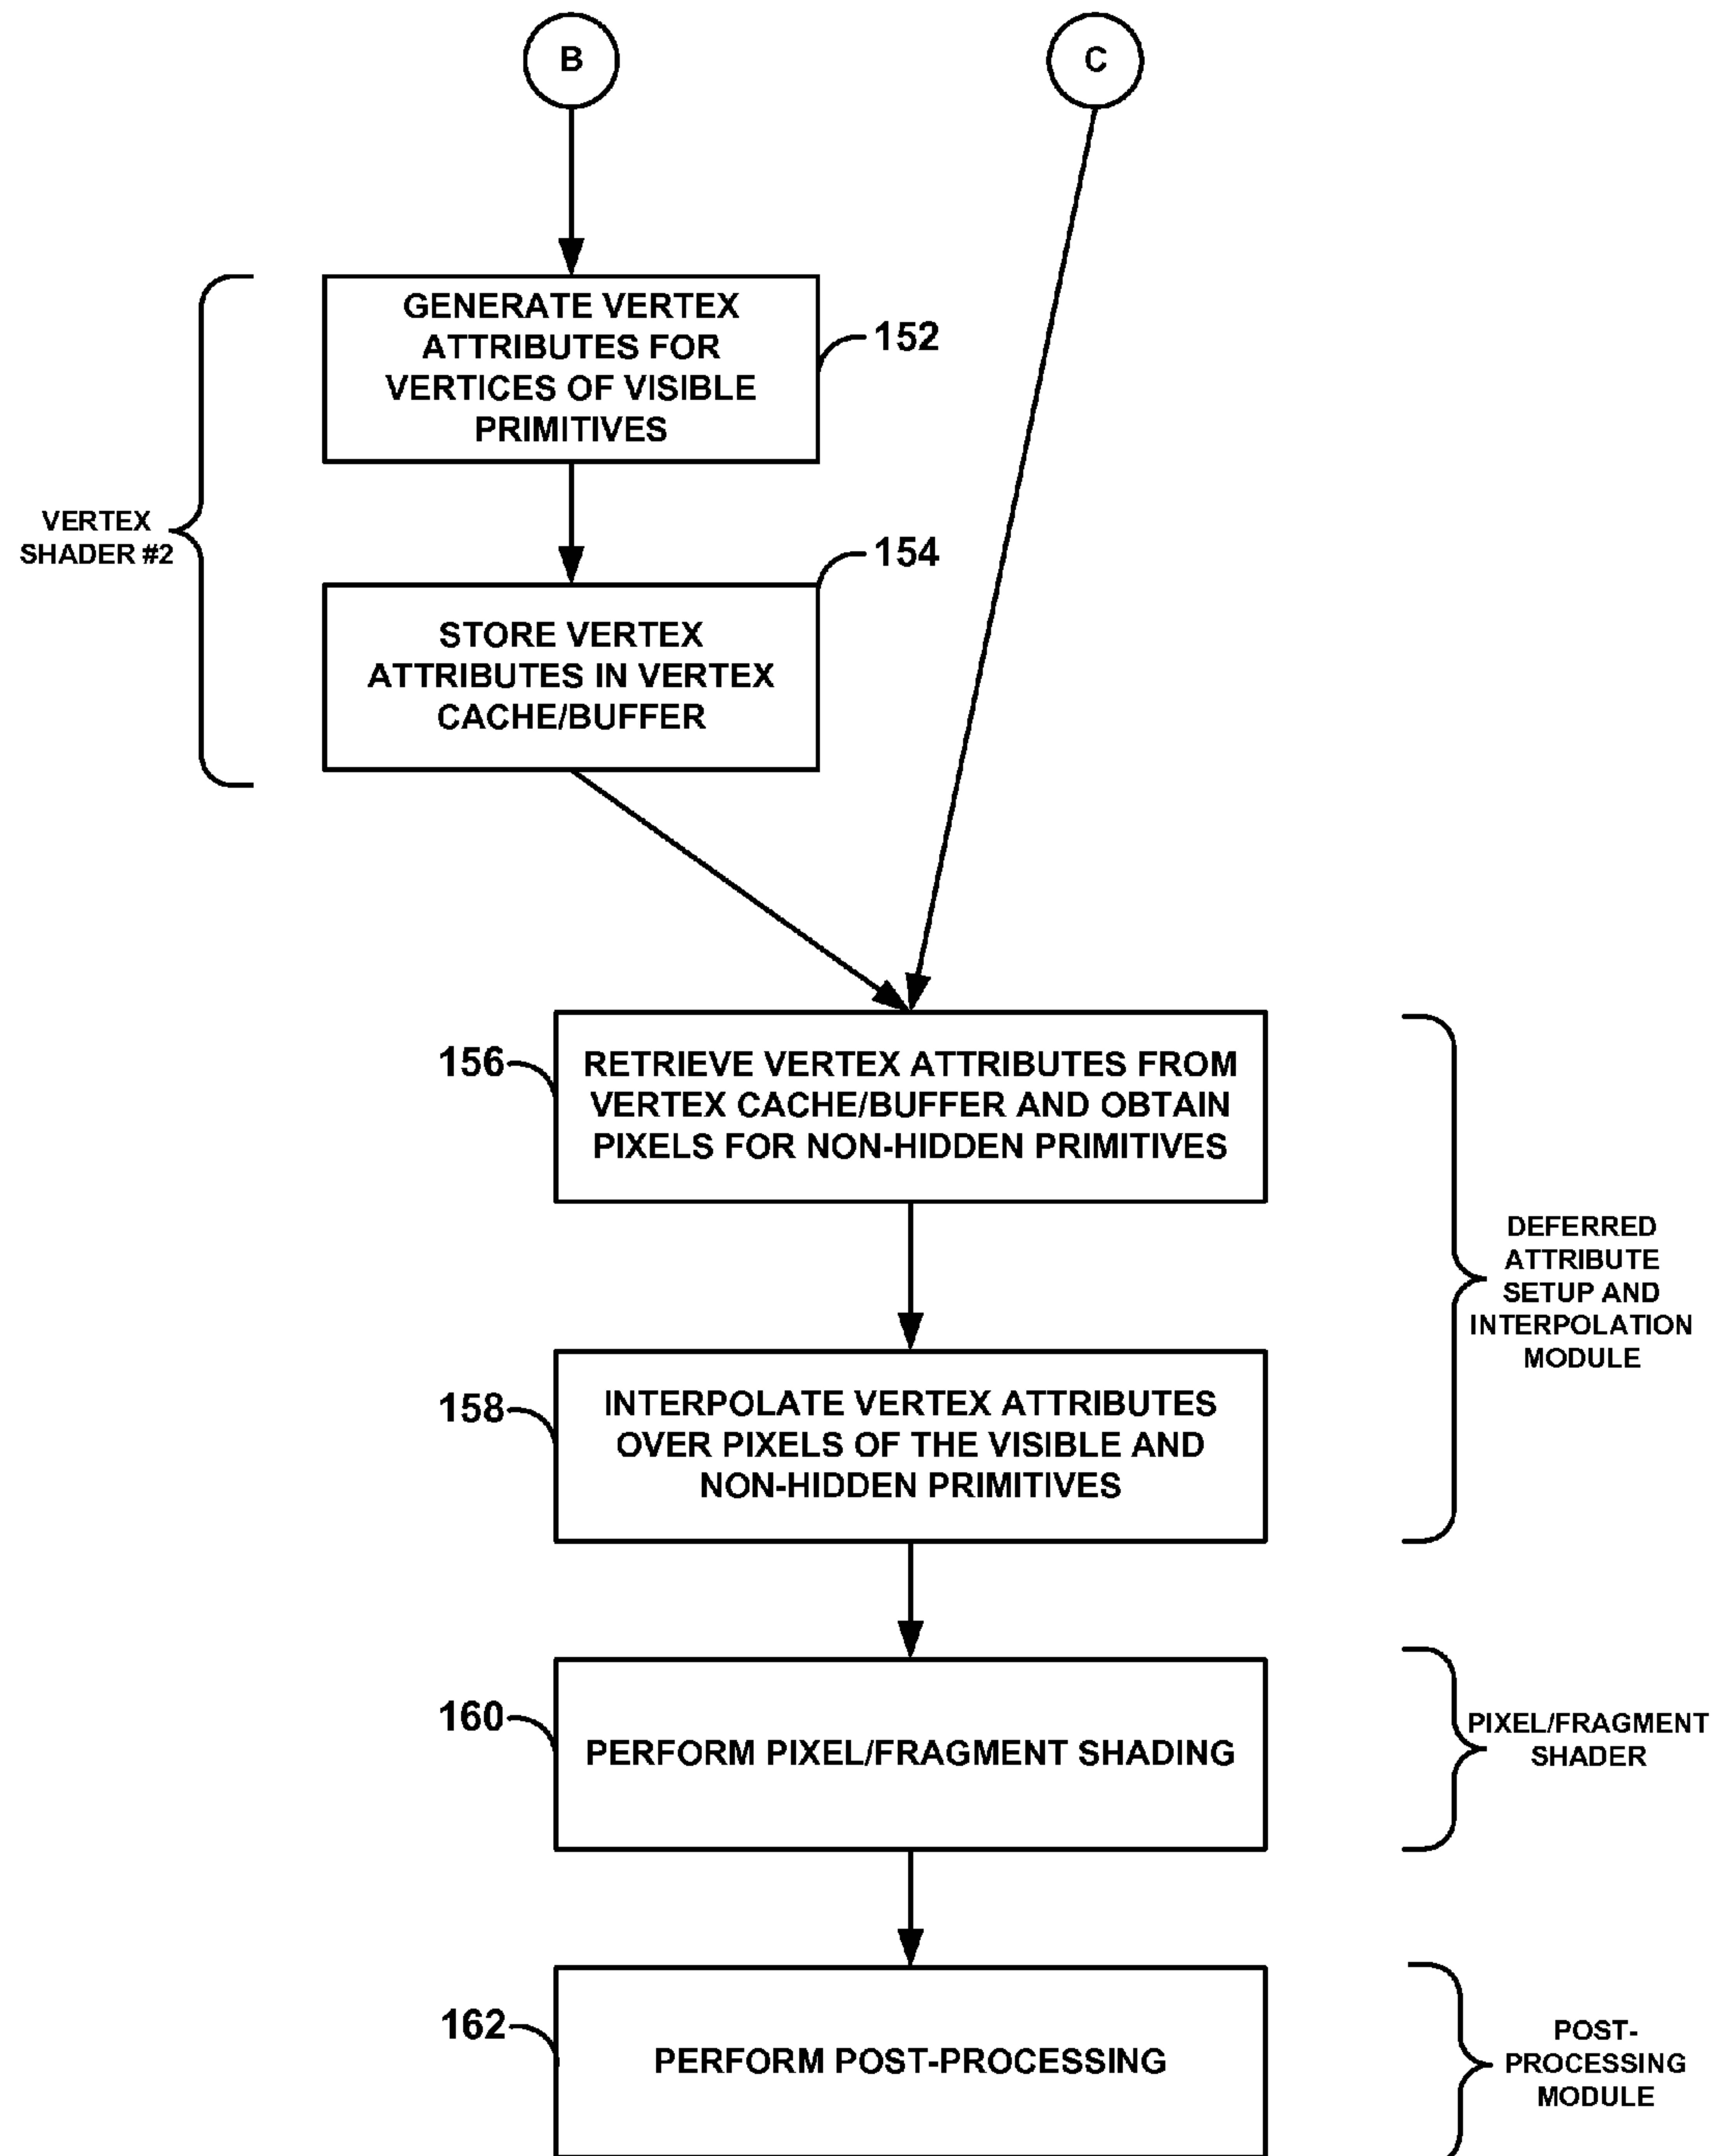 B
C
GENERATE VERTEX
ATTRIBUTES FOR
VERTICES OF VISIBLE
PRIMITIVES
152
VERTEX
SHADER #2
154
STORE VERTEX
ATTRIBUTES IN VERTEX
CACHE/BUFFER
156
RETRIEVE VERTEX ATTRIBUTES FROM
VERTEX CACHE/BUFFER AND OBTAIN
PIXELS FOR NON-HIDDEN PRIMITIVES
DEFERRED
ATTRIBUTE
SETUP AND
INTERPOLATION
MODULE
158
INTERPOLATE VERTEX ATTRIBUTES
OVER PIXELS OF THE VISIBLE AND
NON-HIDDEN PRIMITIVES
160
PERFORM PIXEL/FRAGMENT SHADING
PIXEL/FRAGMENT
SHADER
162
PERFORM POST-PROCESSING
POST-
PROCESSING
MODULE